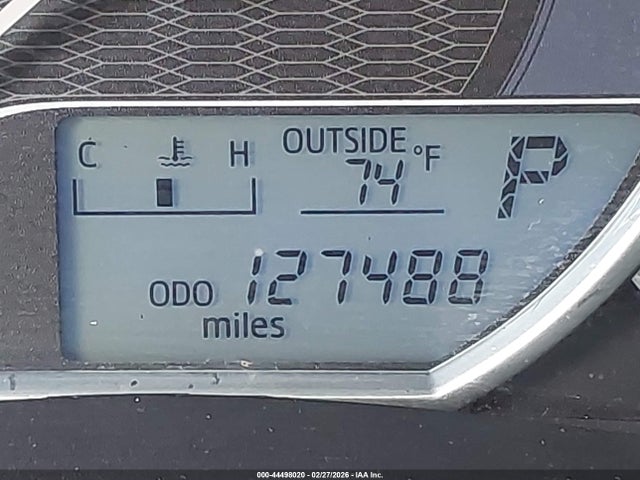 C H OUTSIDE °F P
74
ODO 127488
miles
000-44498020 - 02/27/2026 - IAA Inc.